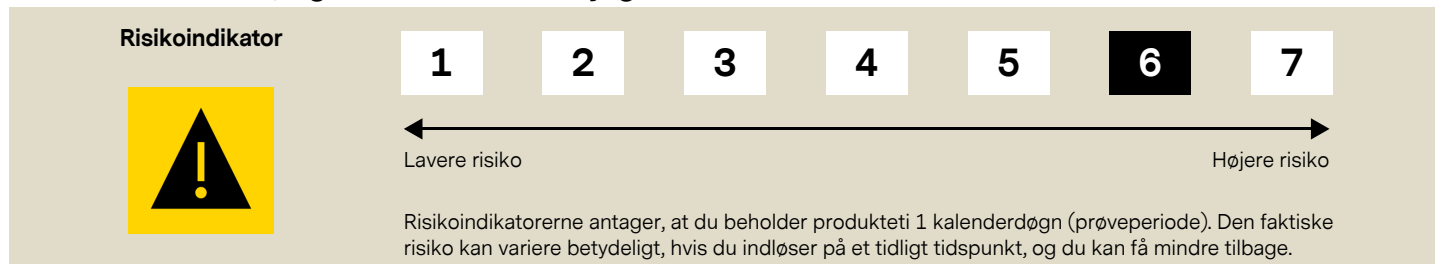 Risikoindikator
1 2 3 4 5 6 7
Lavere risiko Højere risiko
Risikoindikatorerne antager, at du beholder produkteti 1 kalenderdøgn (prøveperiode). Den faktiske
risiko kan variere betydeligt, hvis du indløser på et tidligt tidspunkt, og du kan få mindre tilbage.